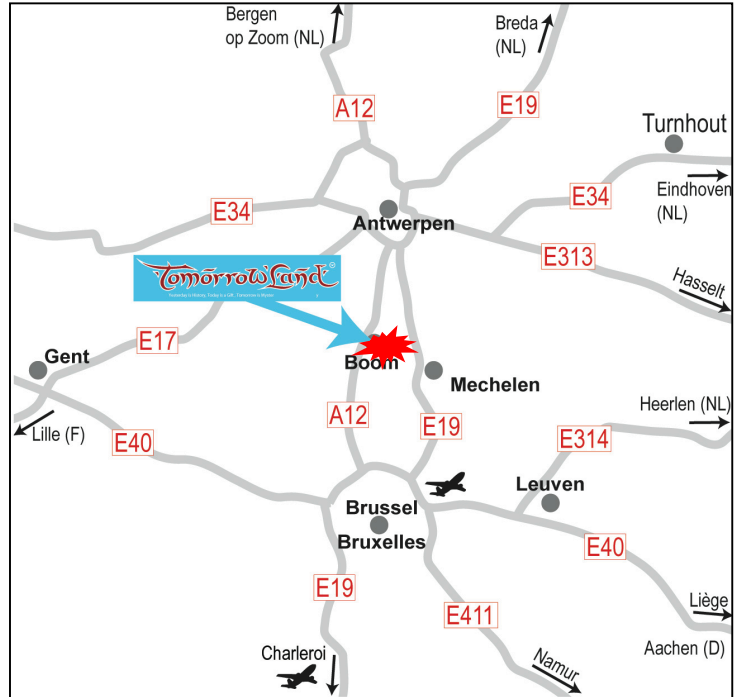 Bergen
op Zoom (NL)
Breda
(NL)
A12
E19
Turnhout
E34
E34
Eindhoven
(NL)
Antwerpen
E313
Hasselt
TomorrowLand
E17
Gent
Boom
Mechelen
Lille (F)
E40
A12
E19
Heerlen (NL)
E314
Leuven
Brussel
Bruxelles
E40
E19
E411
Liège
Aachen (D)
Charleroi
Namur